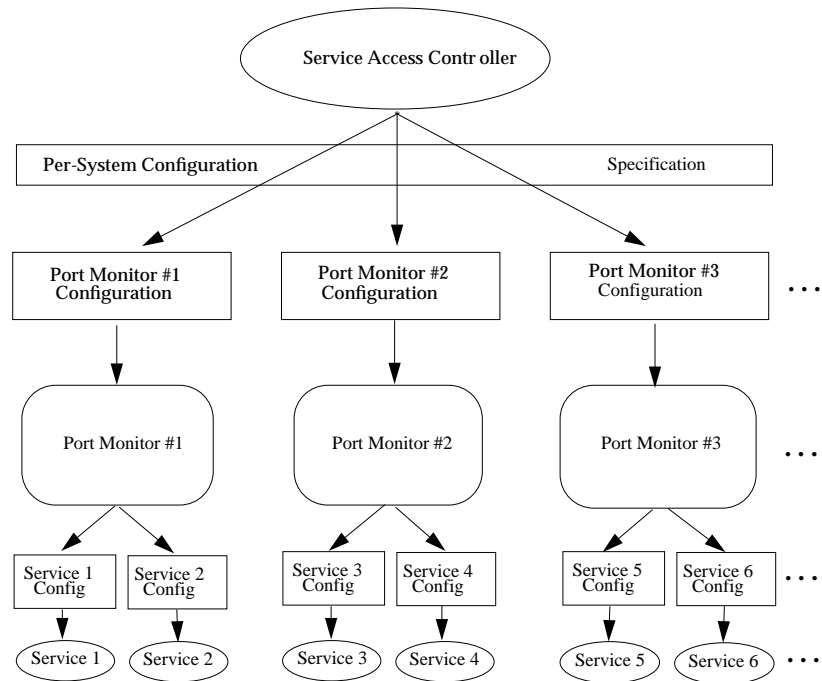 Service Access Controller
Per-System Configuration Specification
Port Monitor #1
Configuration
Port Monitor #2
Configuration
Port Monitor #3
Configuration
...
Port Monitor #1
Port Monitor #2
Port Monitor #3
...
Service 1
Config
Service 2
Config
Service 3
Config
Service 4
Config
Service 5
Config
Service 6
Config
...
Service 1
Service 2
Service 3
Service 4
Service 5
Service 6
...